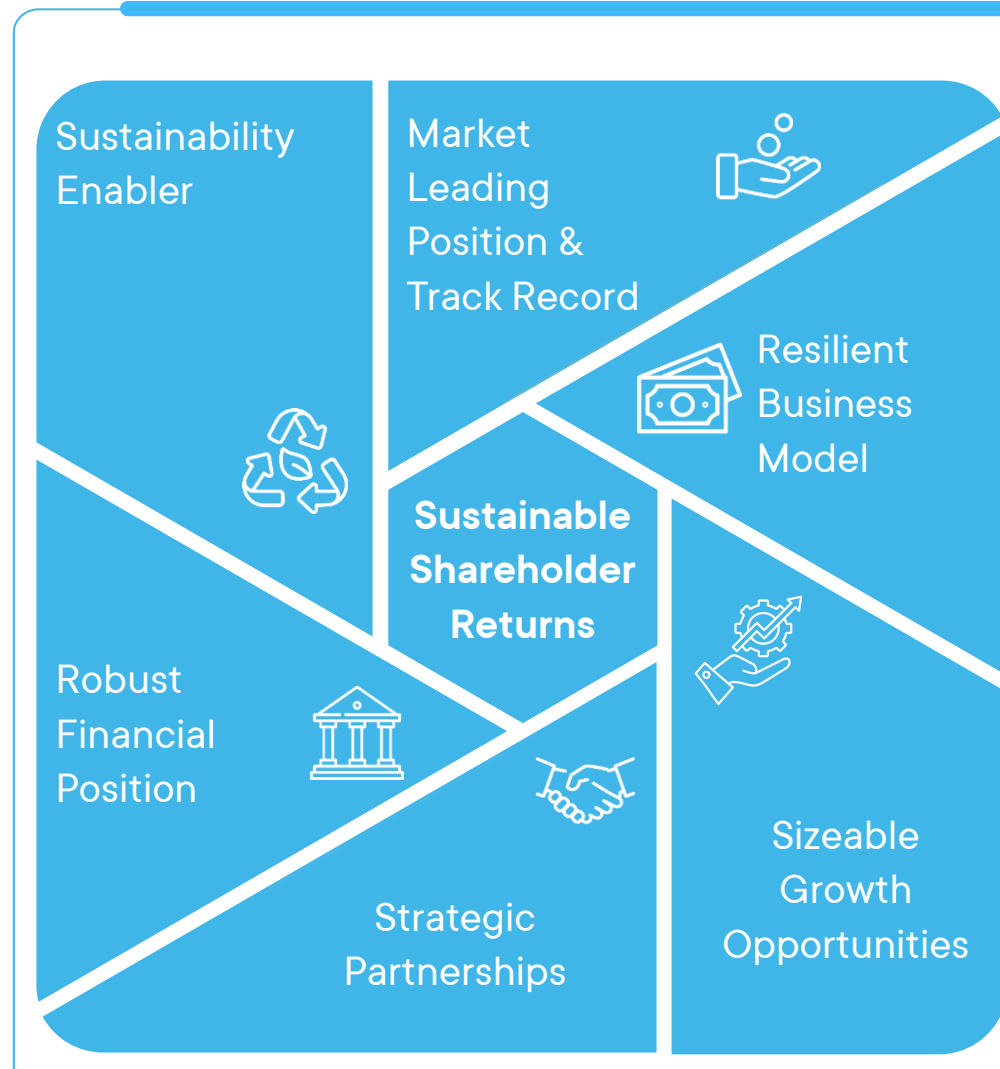 Sustainability
Enabler
Market
Leading
Position &
Track Record
Resilient
Business
Model
Sustainable
Shareholder
Returns
Robust
Financial
Position
Strategic
Partnerships
Sizeable
Growth
Opportunities